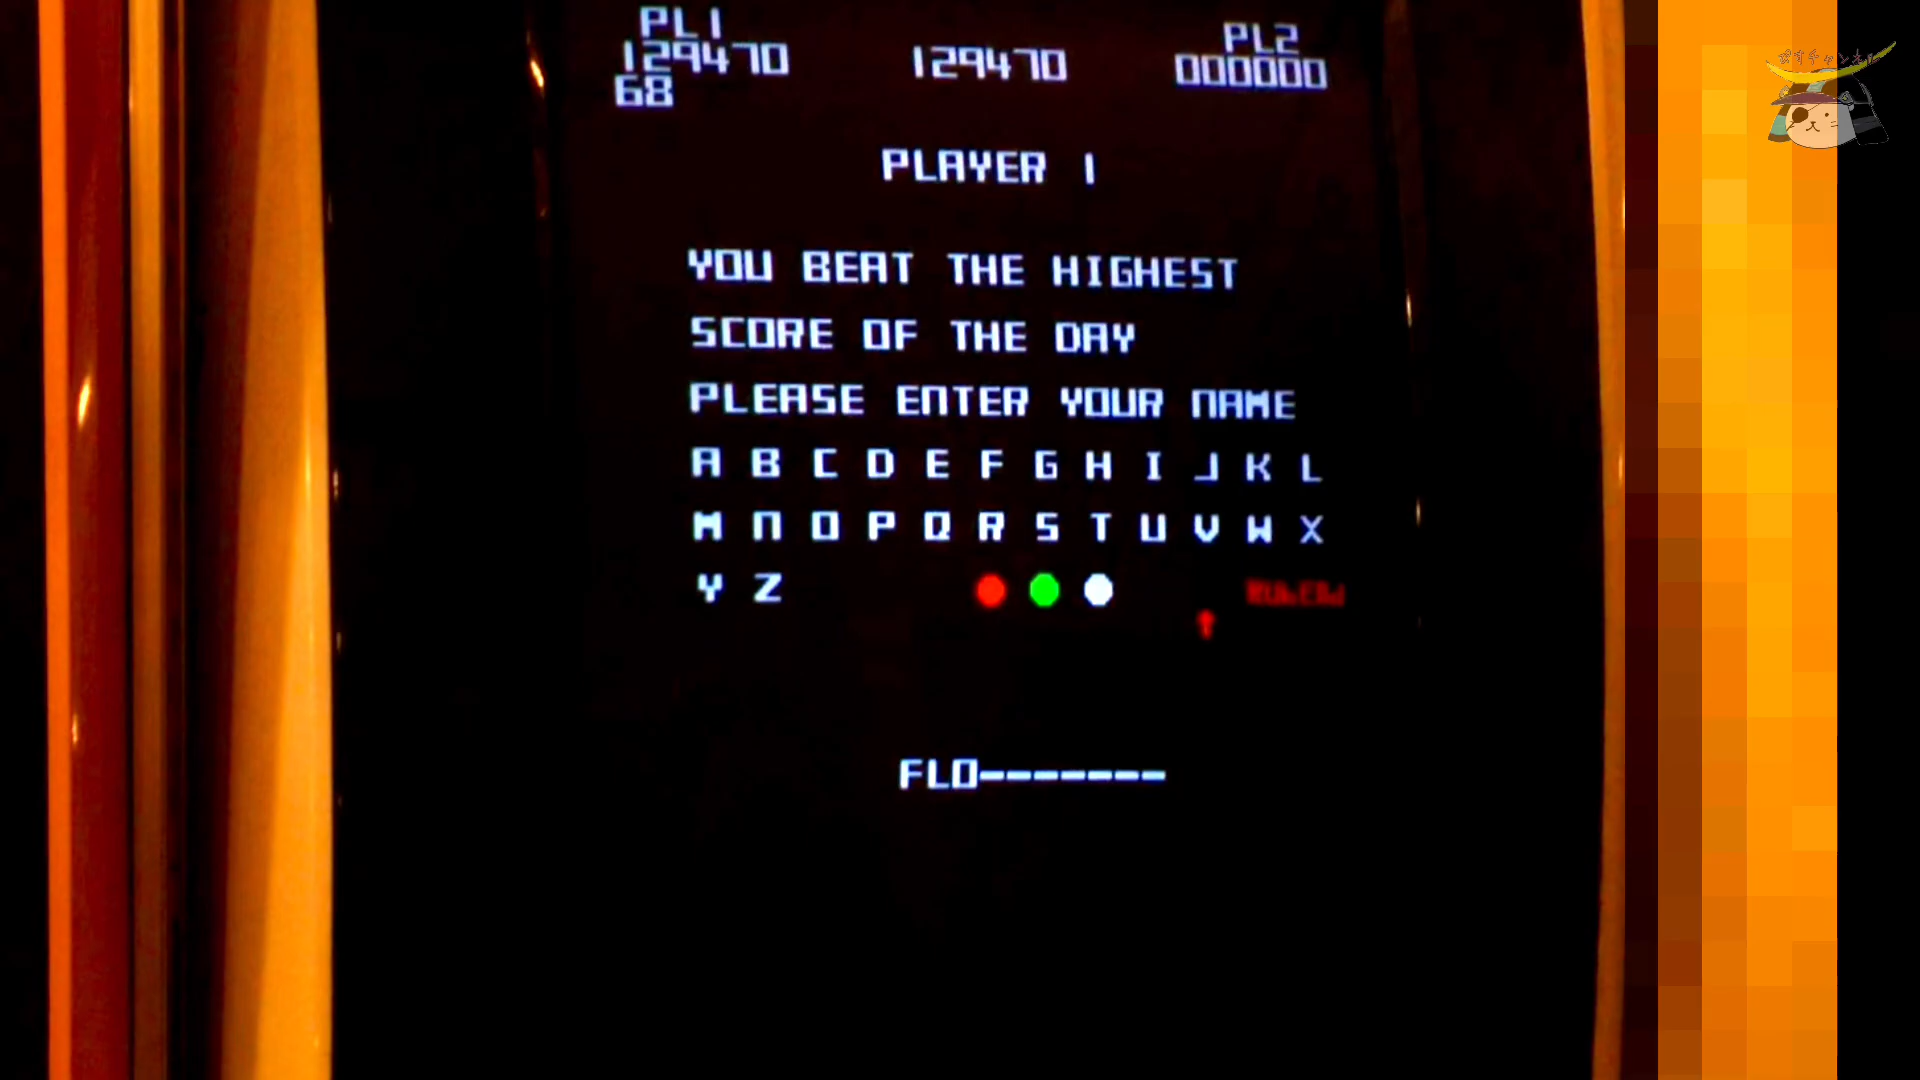 PL1
129470 129470 PL2
68 000000
PLAYER 1
YOU BEAT THE HIGHEST
SCORE OF THE DAY
PLEASE ENTER YOUR NAME
A B C D E F G H I J K L
M N O P Q R S T U V W X
Y Z
FLO-------